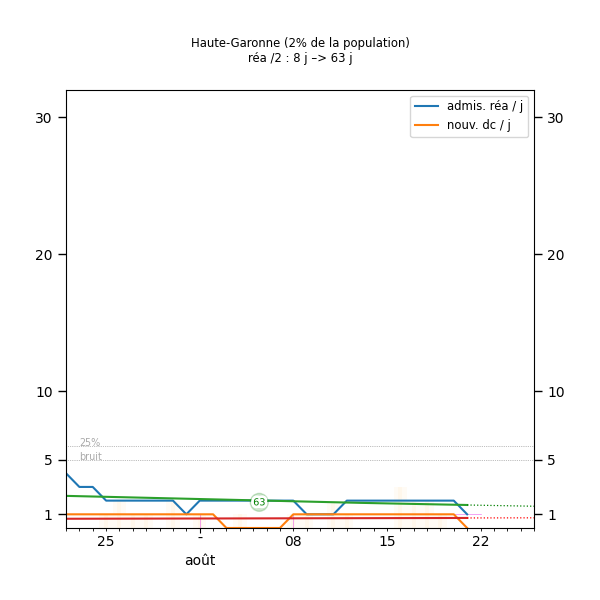 Haute-Garonne (2% de la population)
réa /2 : 8 j –> 63 j
admis. réa / j
nouv. dc / j
30
30
20
20
10
10
25%
bruit
5
5
63
1
1
25
-
08
15
22
août